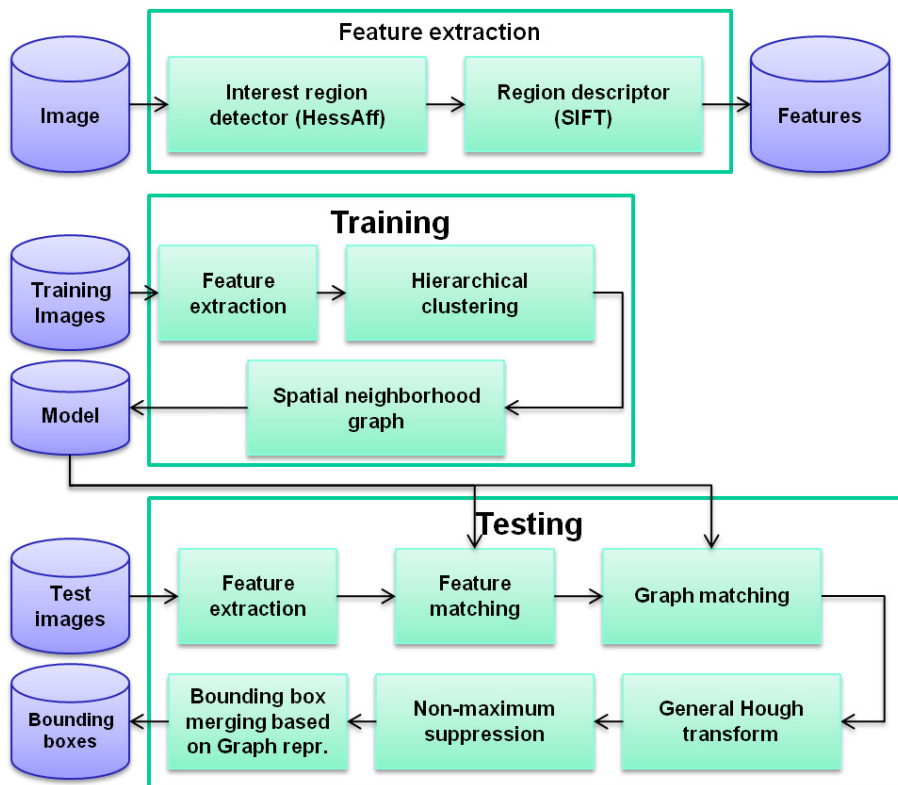 Feature extraction
Image
Interest region
detector (HessAff)
Region descriptor
(SIFT)
Features
Training
Training
Images
Feature
extraction
Hierarchical
clustering
Spatial neighborhood
graph
Model
Testing
Test
images
Feature
extraction
Feature
matching
Graph matching
General Hough
transform
Non-maximum
suppression
Bounding box
merging based
on Graph repr.
Bounding
boxes